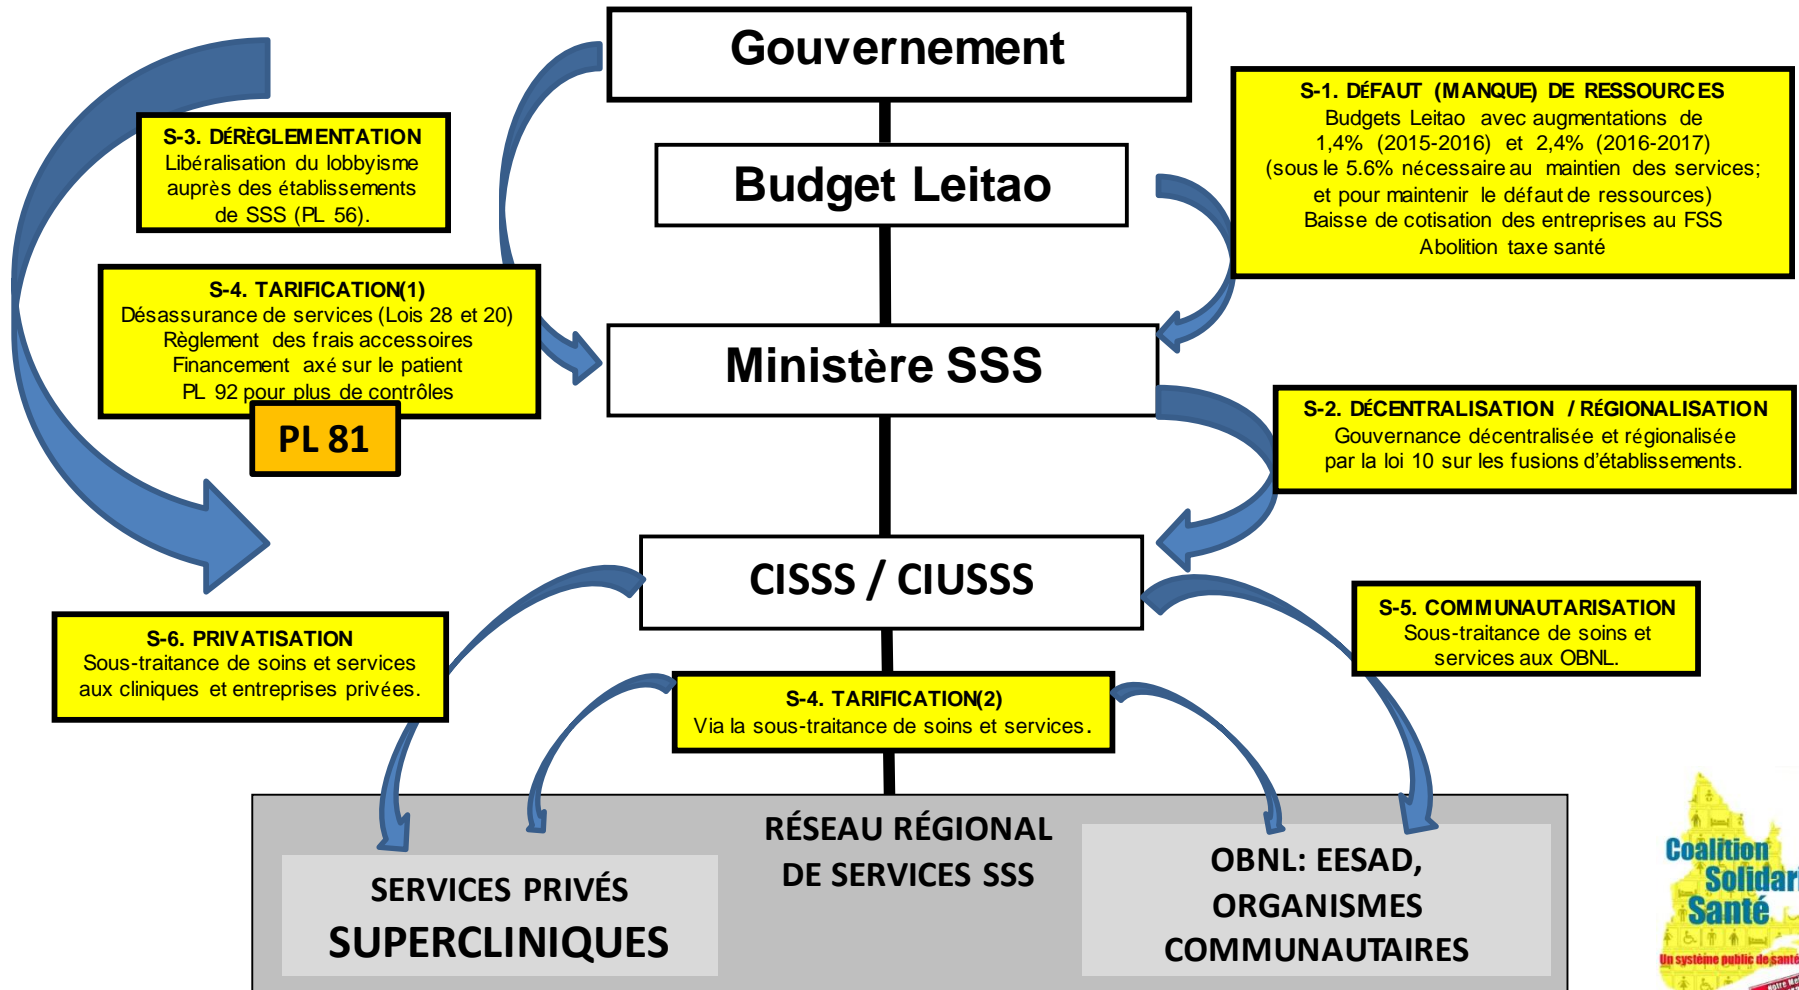 Gouvernement
S-1. DÉFAUT (MANQUE) DE RESSOURCES
Budgets Leitao avec augmentations de
1,4% (2015-2016) et 2,4% (2016-2017)
(sous le 5.6% nécessaire au maintien des services;
et pour maintenir le défaut de ressources)
Baisse de cotisation des entreprises au FSS
Abolition taxe santé
S-3. DÉRÈGLEMENTATION
Libéralisation du lobbyisme
auprès des établissements
de SSS (PL 56).
Budget Leitao
S-4. TARIFICATION(1)
Désassurance de services (Lois 28 et 20)
Règlement des frais accessoires
Financement axé sur le patient
PL 92 pour plus de contrôles
PL 81
Ministère SSS
S-2. DÉCENTRALISATION / RÉGIONALISATION
Gouvernance décentralisée et régionalisée
par la loi 10 sur les fusions d'établissements.
CISSS / CIUSSS
S-6. PRIVATISATION
Sous-traitance de soins et services
aux cliniques et entreprises privées.
S-5. COMMUNAUTARISATION
Sous-traitance de soins et
services aux OBNL.
S-4. TARIFICATION(2)
Via la sous-traitance de soins et services.
RÉSEAU RÉGIONAL
DE SERVICES SSS
SERVICES PRIVÉS
SUPERCLINIQUES
OBNL: EESAD,
ORGANISMES
COMMUNAUTAIRES
Coalition
Solidari
Santé
Un système public de santé